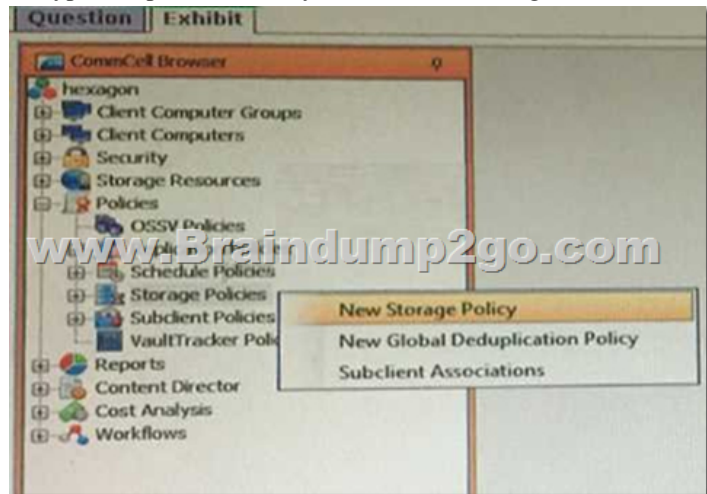 Question Exhibit
CommCell Browser
hexagon
Client Computer Groups
Client Computers
Security
Storage Resources
Policies
OSSV Policies
www.Braindump2go.com
Schedule Policies
Storage Policies
Subclient Policies
VaultTracker
Reports
Content Director
Cost Analysis
Workflows
New Storage Policy
New Global Deduplication Policy
Subclient Associations